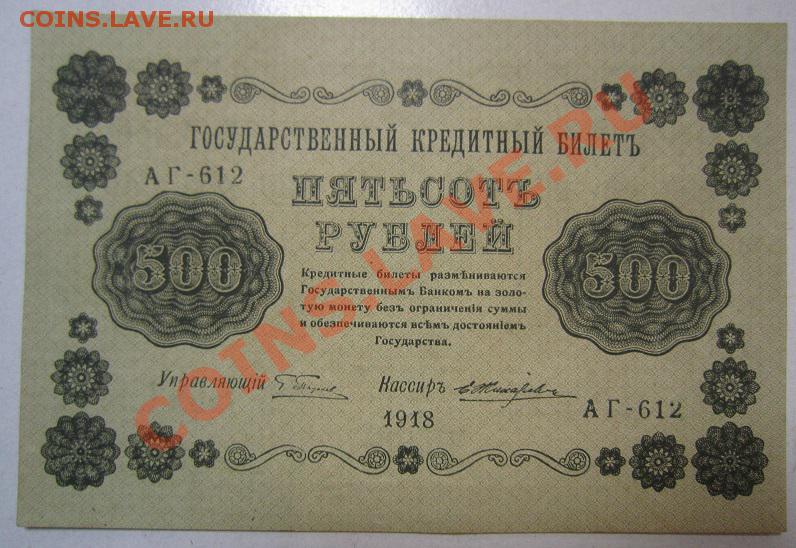 COINS.LAVE.RU
ГОСУДАРСТВЕННЫЙ КРЕДИТНЫЙ БИЛЕТЪ
АГ-612
ПЯТЬСОТЪ
РУБЛЕЙ
500
500
Кредитные билеты размѣниваются
Государственнымъ Банкомъ на золо-
тую монету безъ ограниченія суммы
и обезпечиваются всѣмъ достояніемъ
Государства.
Управляющій
Кассиръ
1918
АГ-612
COINS.LAVE.RU